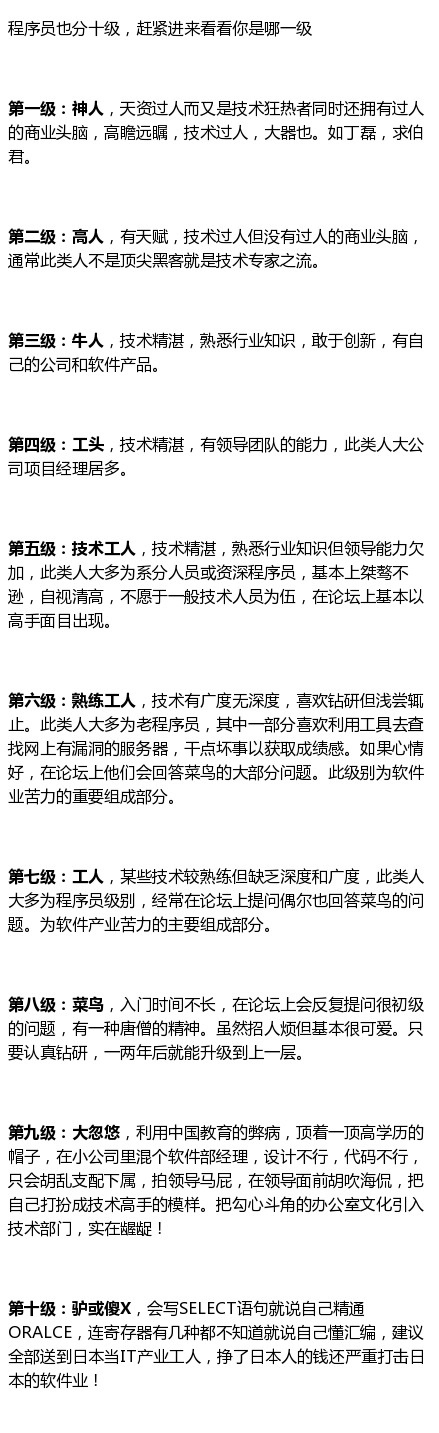 程序员也分十级，赶紧进来看看你是哪一级
第一级：神人，天资过人而又是技术狂热者同时还拥有过人
的商业头脑，高瞻远瞩，技术过人，大器也。如丁磊，求伯
君。
第二级：高人，有天赋，技术过人但没有过人的商业头脑，
通常此类人不是顶尖黑客就是技术专家之流。
第三级：牛人，技术精湛，熟悉行业知识，敢于创新，有自
己的公司和软件产品。
第四级：工头，技术精湛，有领导团队的能力，此类人大公
司项目经理居多。
第五级：技术工人，技术精湛，熟悉行业知识但领导能力欠
加，此类人大多为系分人员或资深程序员，基本上桀骜不
逊，自视清高，不愿于一般技术人员为伍，在论坛上基本以
高手面目出现。
第六级：熟练工人，技术有广度无深度，喜欢钻研但浅尝辄
止。此类人大多为老程序员，其中一部分喜欢利用工具去查
找网上有漏洞的服务器，干点坏事以获取成绩感。如果心情
好，在论坛上他们会回答菜鸟的大部分问题。此级别为软件
业苦力的重要组成部分。
第七级：工人，某些技术较熟练但缺乏深度和广度，此类人
大多为程序员级别，经常在论坛上提问偶尔也回答菜鸟的问
题。为软件产业苦力的主要组成部分。
第八级：菜鸟，入门时间不长，在论坛上会反复提问很初级
的问题，有一种唐僧的精神。虽然招人烦但基本很可爱。只
要认真钻研，一两年后就能升级到上一层。
第九级：大忽悠，利用中国教育的弊病，顶着一顶高学历的
帽子，在小公司里混个软件部经理，设计不行，代码不行，
只会胡乱支配下属，拍领导马屁，在领导面前胡吹海侃，把
自己打扮成技术高手的模样。把勾心斗角的办公室文化引入
技术部门，实在龌龊！
第十级：驴或傻X，会写SELECT语句就说自己精通
ORALCE，连寄存器有几种都不知道就说自己懂汇编，建议
全部送到日本当IT产业工人，挣了日本人的钱还严重打击日
本的软件业！